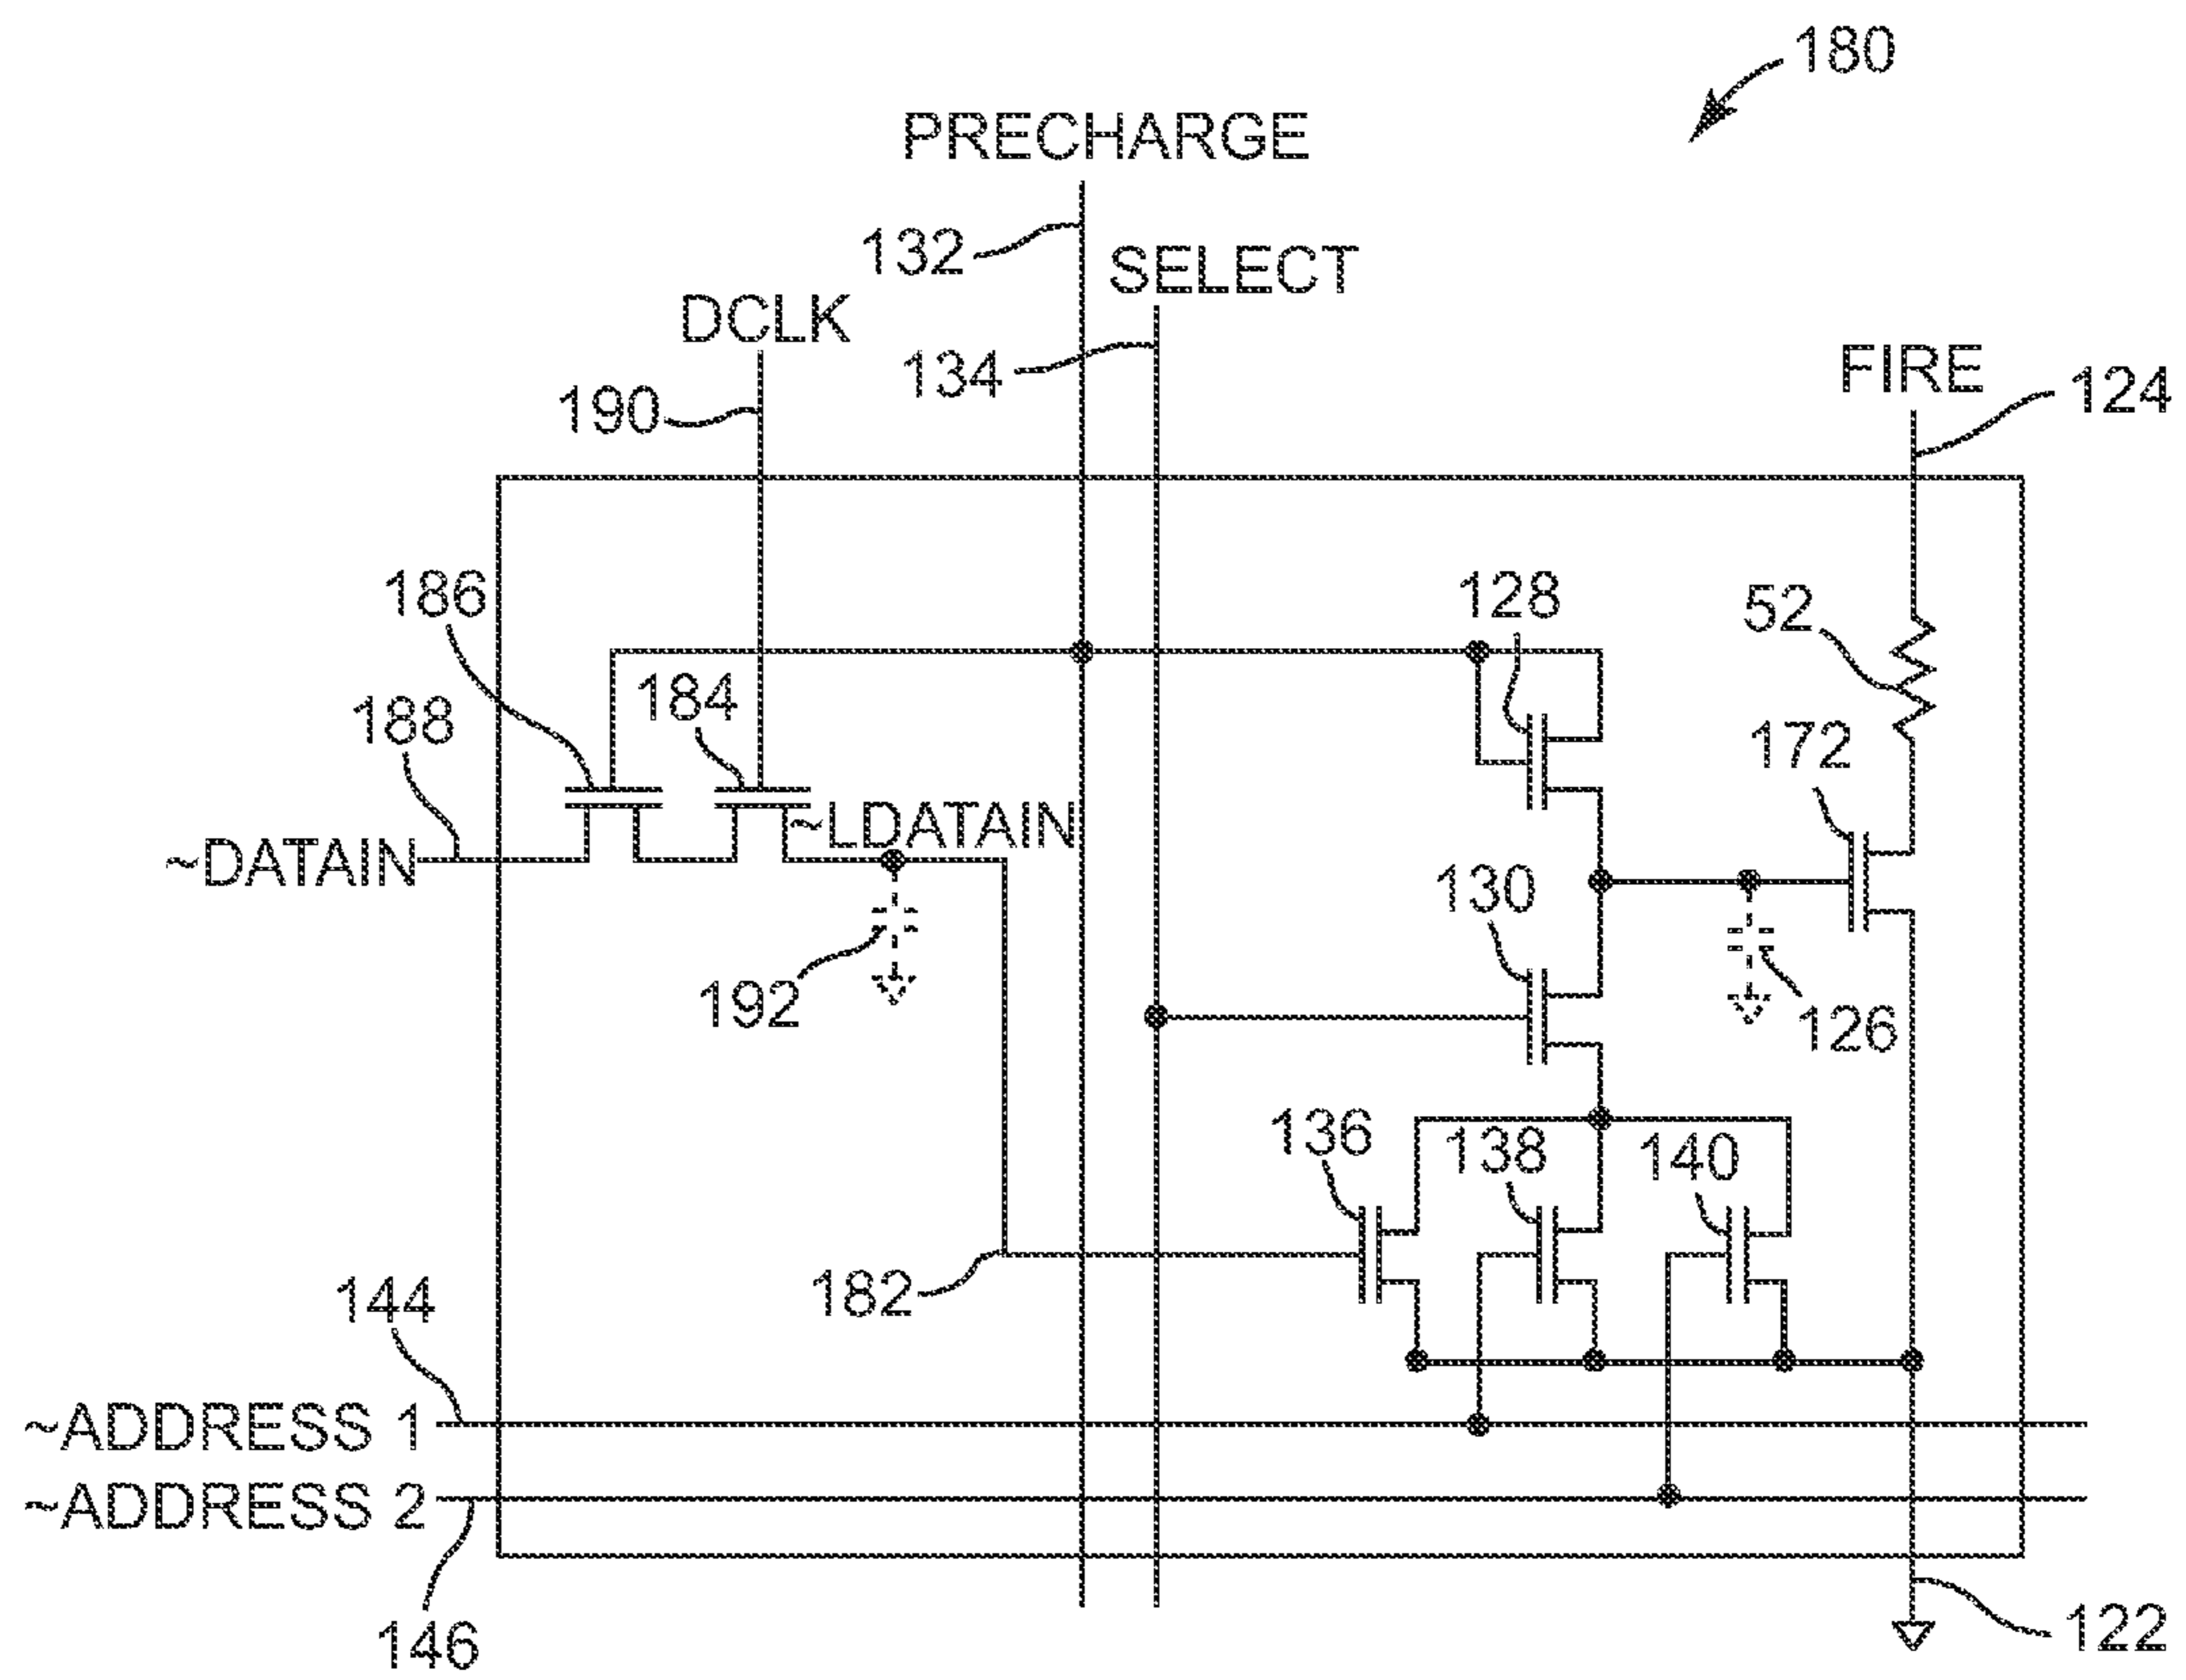 180
PRECHARGE
132
SELECT
DCLK
134
FIRE
124
190
186
128
52
188
184
172
~LDATAIN
~DATAIN
130
192
126
136
138
140
182
144
~ADDRESS 1
~ADDRESS 2
146
122